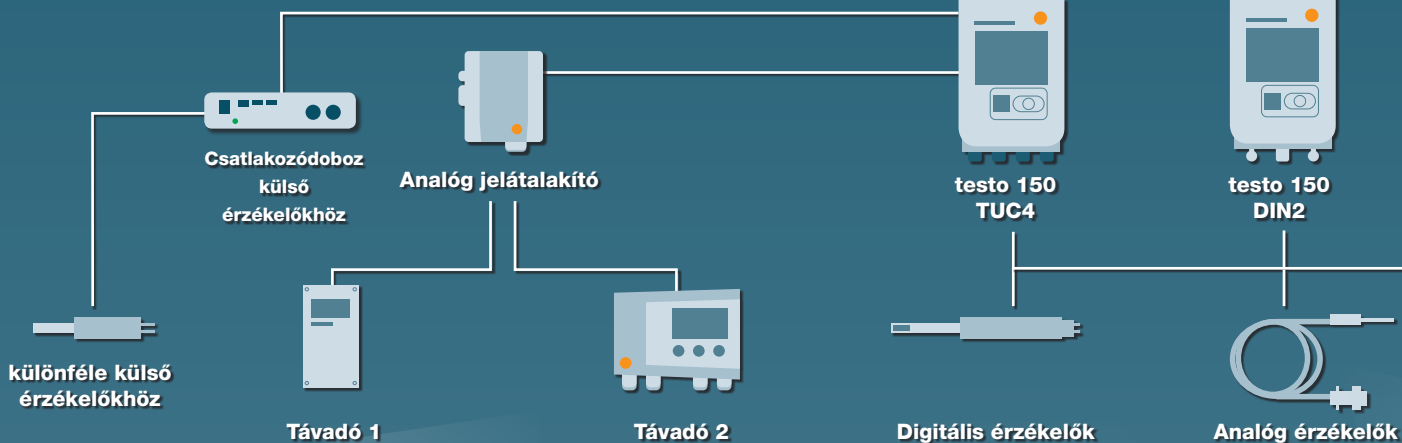 Csatlakozódoboz
külső
érzékelőkhöz
Analóg jelátalakító
testo 150
TUC4
testo 150
DIN2
különféle külső
érzékelőkhöz
Távadó 1
Távadó 2
Digitális érzékelők
Analóg érzékelők